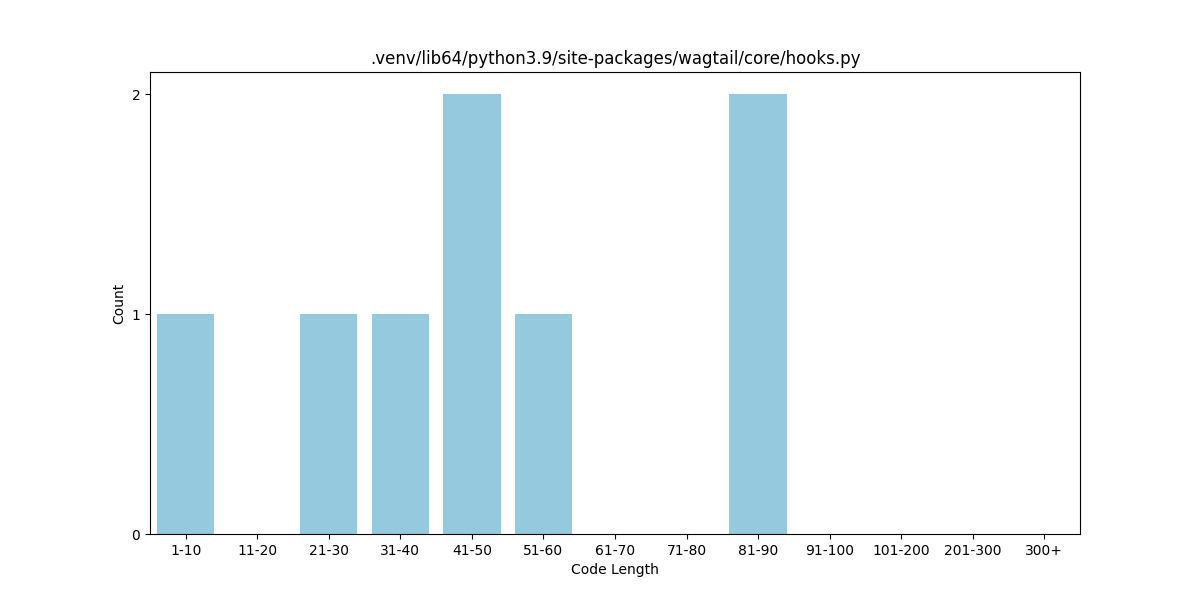 .venv/lib64/python3.9/site-packages/wagtail/core/hooks.py
2
1
0
Count
1-10 11-20 21-30 31-40 41-50 51-60 61-70 71-80 81-90 91-100 101-200 201-300 300+
Code Length